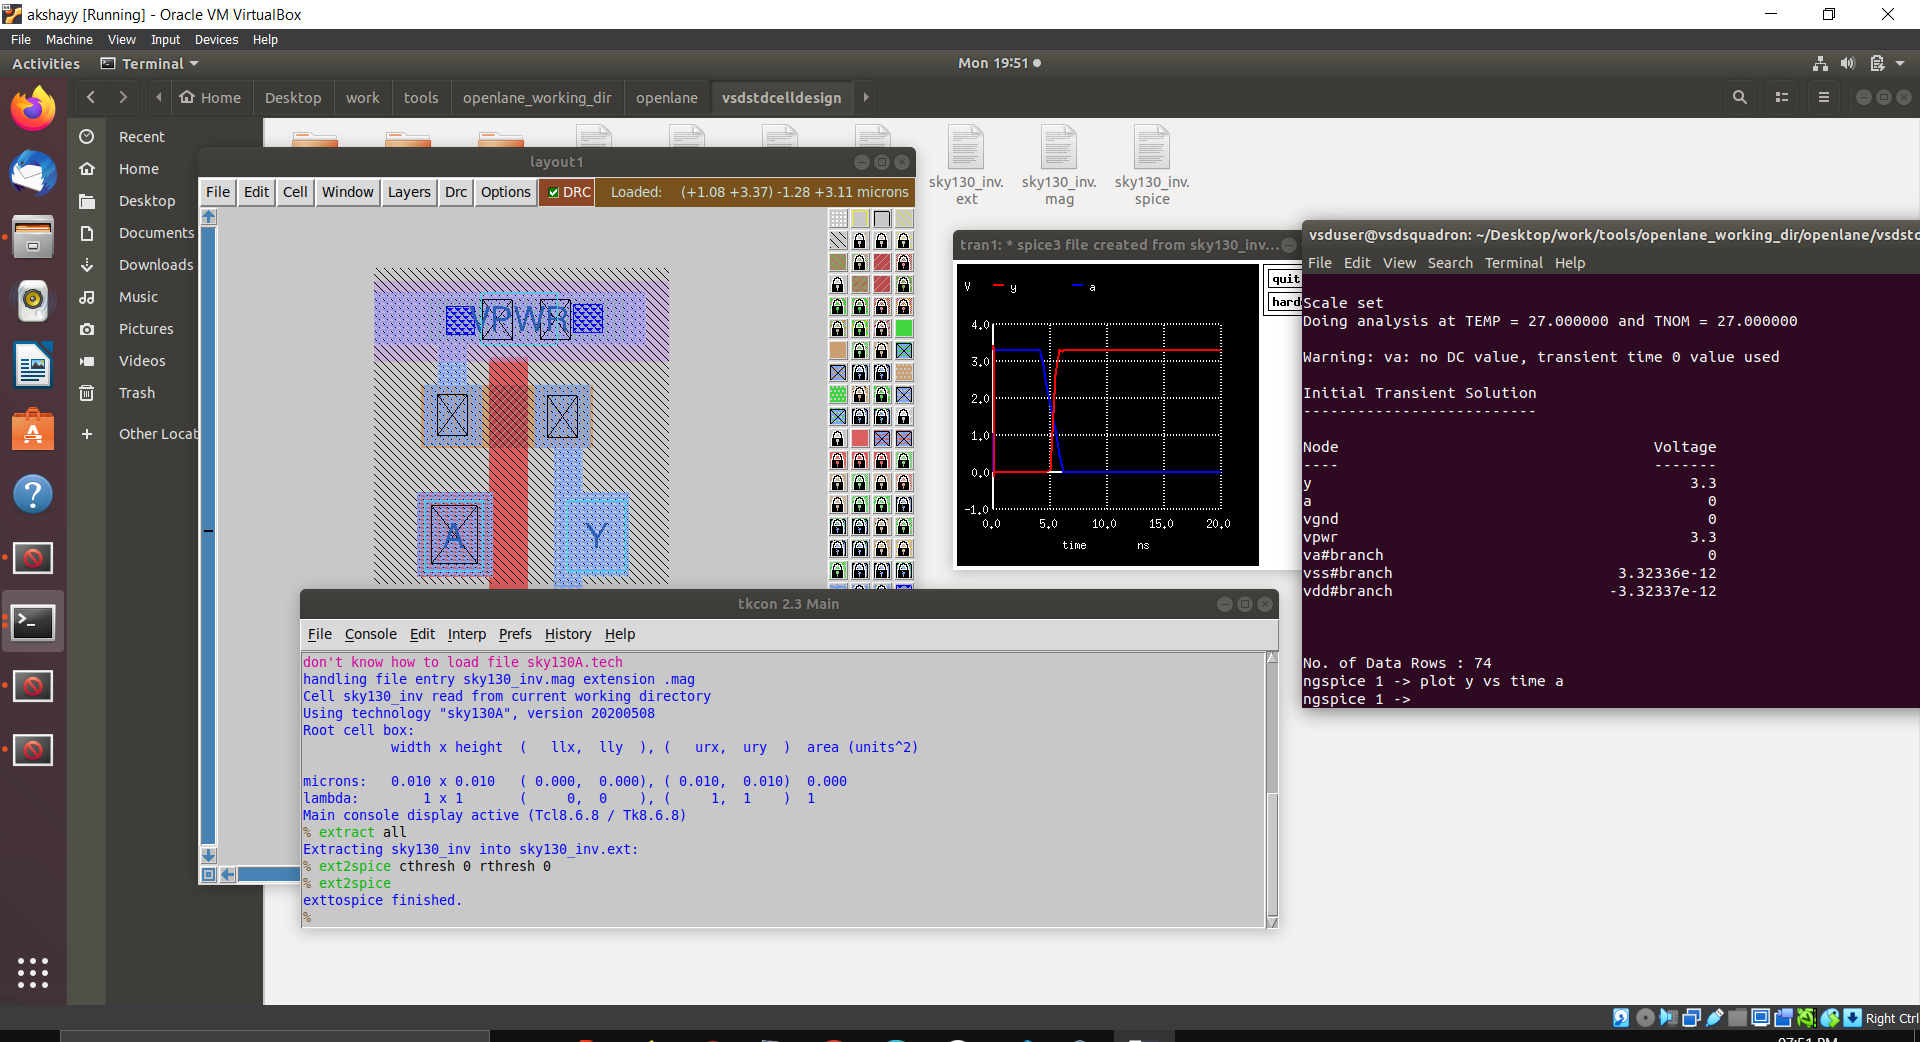 akshayy [Running] - Oracle VM VirtualBox
File Machine View Input Devices Help
Activities Terminal Mon 19:51
Home Desktop work tools openlane_working_dir openlane vsdstdcelldesign
Recent
Home
Desktop
Documents
Downloads
Music
Pictures
Videos
Trash
Other Locat
sky130_inv.
ext
sky130_inv.
mag
sky130_inv.
spice
layout1
File Edit Cell Window Layers Drc Options DRC Loaded: (+1.08 +3.37) -1.28 +3.11 microns
VPWR
A
Y
tran1: * spice3 file created from sky130_inv...
quit
hard
V y a
4.0
3.0
2.0
1.0
0.0
-1.0
0.0 5.0 10.0 15.0 20.0
time ns
vsduser@vsdsquadron: ~/Desktop/work/tools/openlane_working_dir/openlane/vsdstd
File Edit View Search Terminal Help
Scale set
Doing analysis at TEMP = 27.000000 and TNOM = 27.000000
Warning: va: no DC value, transient time 0 value used
Initial Transient Solution
--------------------------
Node Voltage
---- -------
y 3.3
a 0
vgnd 0
vpwr 3.3
va#branch 0
vss#branch 3.32336e-12
vdd#branch -3.32337e-12
No. of Data Rows : 74
ngspice 1 -> plot y vs time a
ngspice 1 ->
tkcon 2.3 Main
File Console Edit Interp Prefs History Help
don't know how to load file sky130A.tech
handling file entry sky130_inv.mag extension .mag
Cell sky130_inv read from current working directory
Using technology "sky130A", version 20200508
Root cell box:
width x height ( llx, lly ), ( urx, ury ) area (units^2)
microns: 0.010 x 0.010 ( 0.000, 0.000), ( 0.010, 0.010) 0.000
lambda: 1 x 1 ( 0, 0 ), ( 1, 1 ) 1
Main console display active (Tcl8.6.8 / Tk8.6.8)
% extract all
Extracting sky130_inv into sky130_inv.ext:
% ext2spice cthresh 0 rthresh 0
% ext2spice
exttospice finished.
%
Right Ctrl